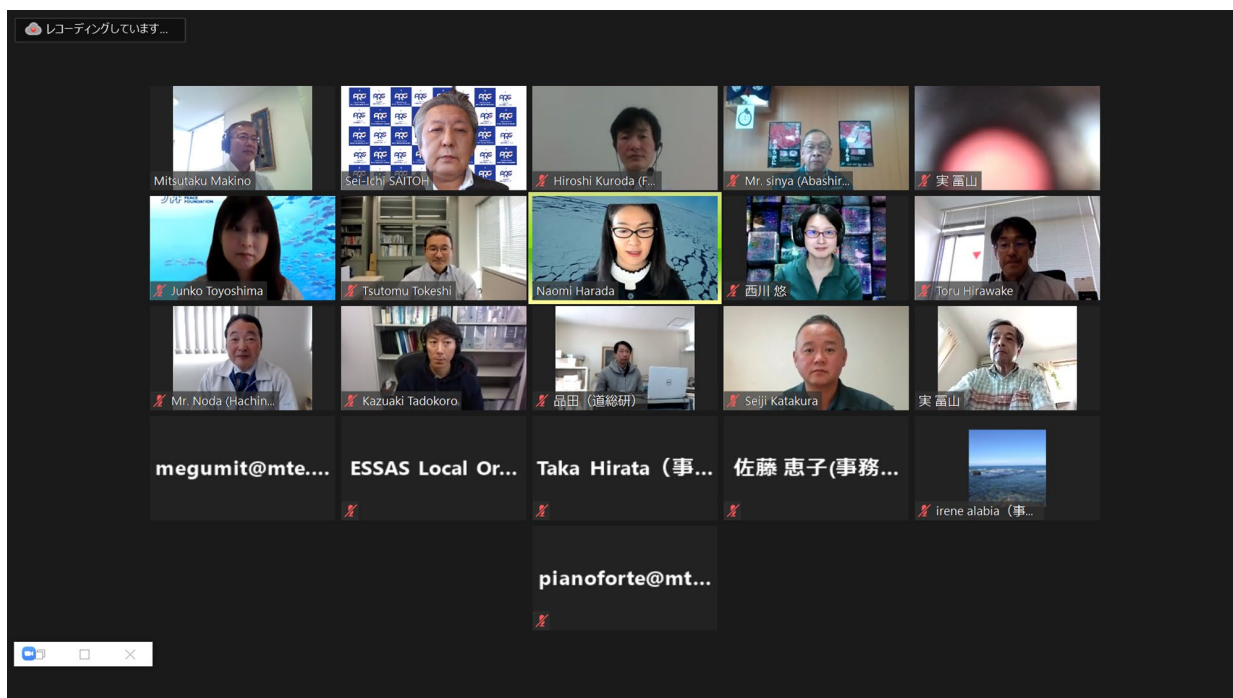 レコーディングしています...
Mitsutaku Makino
Sei-Ichi SAITOH
Hiroshi Kuroda (F...
Mr. sinya (Abashir...
実 冨山
PEACE
FOUNDATION
Junko Toyoshima
Tsutomu Tokeshi
Naomi Harada
西川 悠
Toru Hirawake
Mr. Noda (Hachin...
Kazuaki Tadokoro
品田（道総研）
Seiji Katakura
実 冨山
megumit@mte....
ESSAS Local Or...
Taka Hirata（事...
佐藤 恵子(事務...
irene alabia（事...
pianoforte@mt...